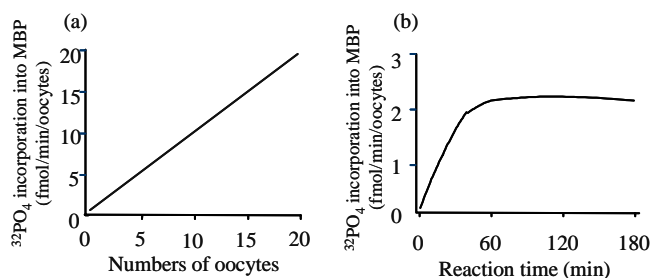 (a)
³²PO₄ incorporation into MBP
(fmol/min/oocytes)
20
15
10
5
0
0 5 10 15 20
Numbers of oocytes
(b)
³²PO₄ incorporation into MBP
(fmol/min/oocytes)
3
2
1
0
0 60 120 180
Reaction time (min)